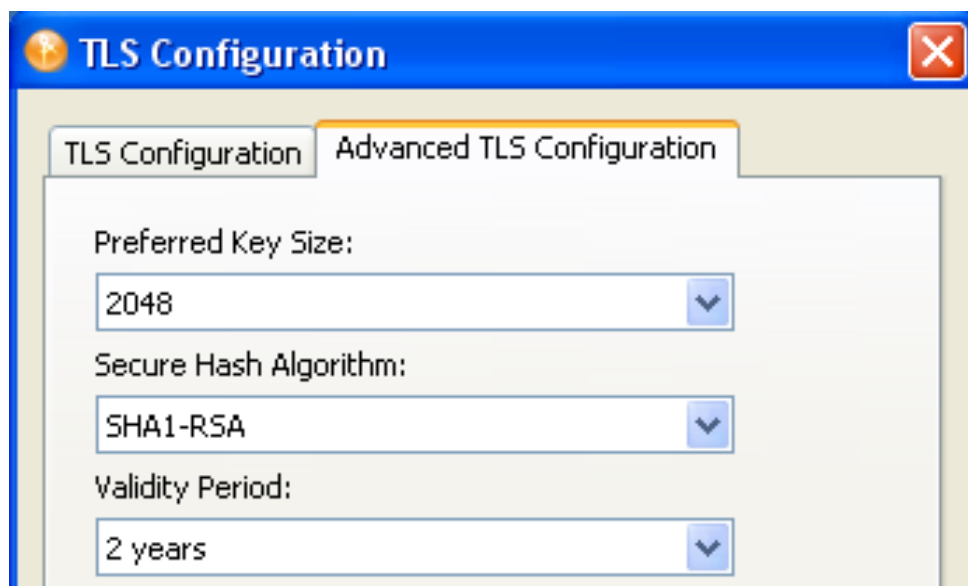 TLS Configuration
TLS Configuration Advanced TLS Configuration
Preferred Key Size:
2048
Secure Hash Algorithm:
SHA1-RSA
Validity Period:
2 years